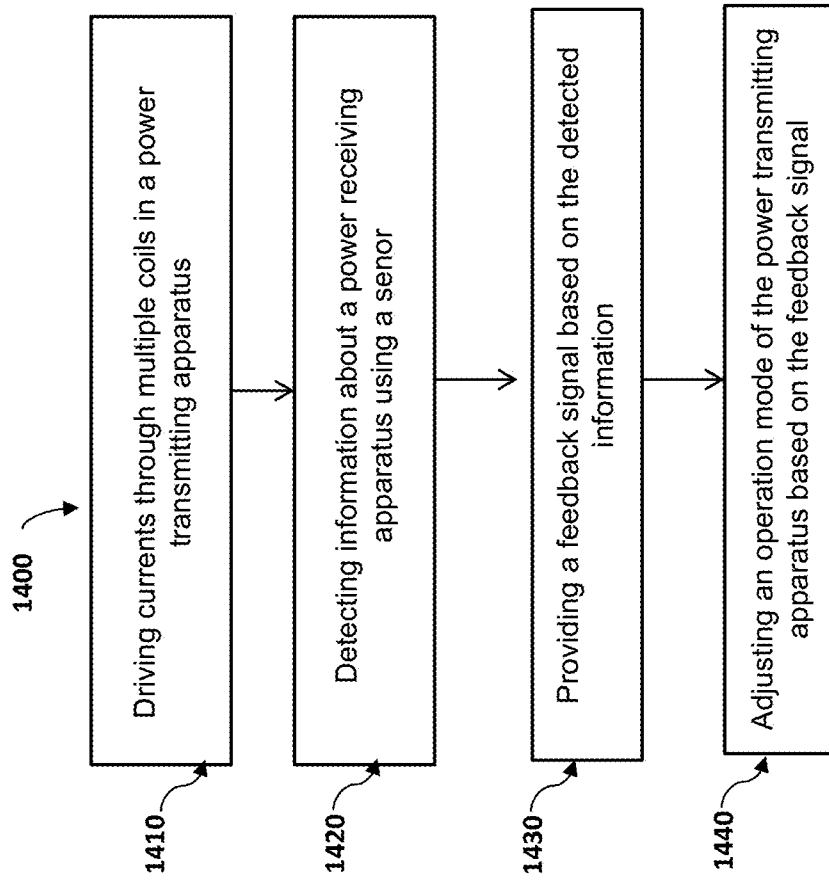 1400
1410
Driving currents through multiple coils in a power
transmitting apparatus
1420
Detecting information about a power receiving
apparatus using a senor
1430
Providing a feedback signal based on the detected
information
1440
Adjusting an operation mode of the power transmitting
apparatus based on the feedback signal